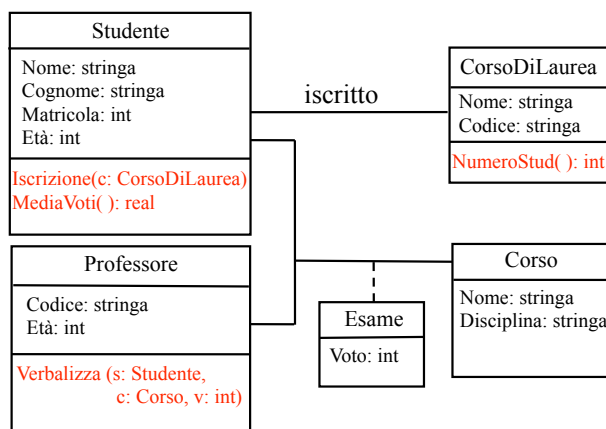 Studente
Nome: stringa
Cognome: stringa
Matricola: int
Età: int
Iscrizione(c: CorsoDiLaurea)
MediaVoti( ): real
iscritto
CorsoDiLaurea
Nome: stringa
Codice: stringa
NumeroStud( ): int
Professore
Codice: stringa
Età: int
Verbalizza (s: Studente,
c: Corso, v: int)
Esame
Voto: int
Corso
Nome: stringa
Disciplina: stringa